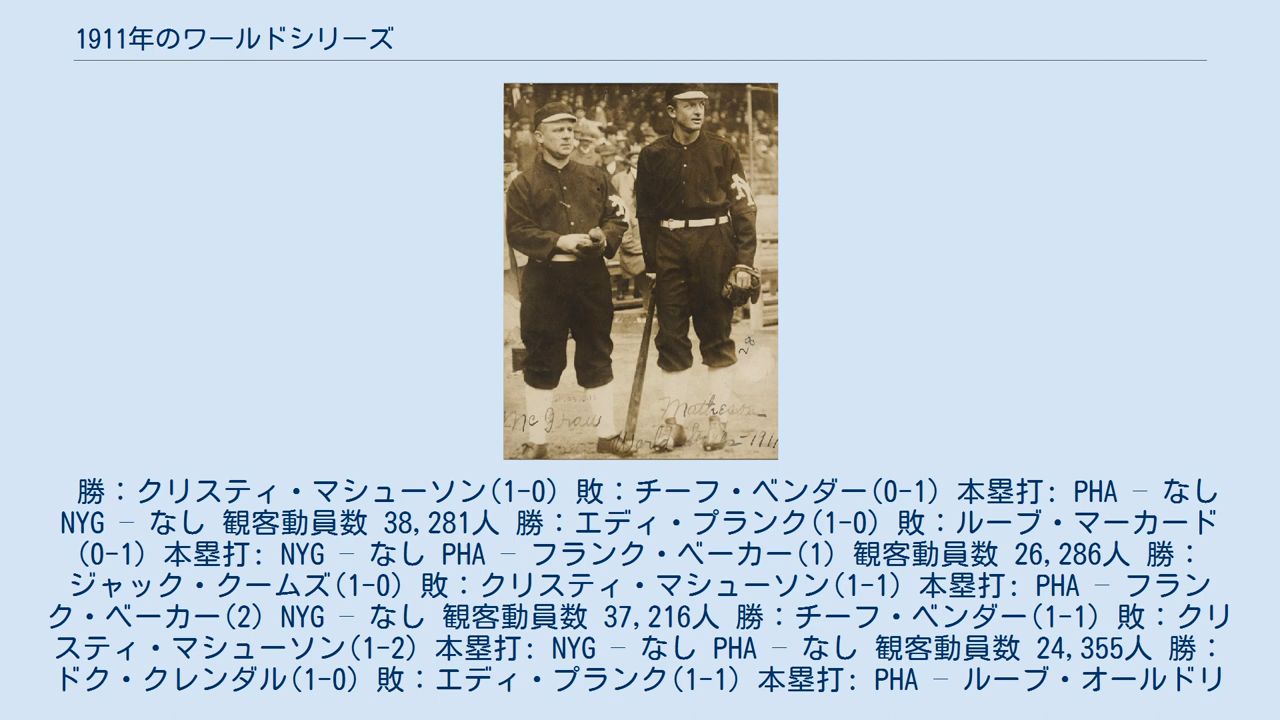 1911年のワールドシリーズ
28
Mc Graw
Mathewson
World 1911
勝：クリスティ・マシューソン(1-0) 敗：チーフ・ベンダー(0-1) 本塁打: PHA – なし
NYG – なし 観客動員数 38,281人 勝：エディ・プランク(1-0) 敗：ルーブ・マーカード
(0-1) 本塁打: NYG – なし PHA – フランク・ベーカー(1) 観客動員数 26,286人 勝：
ジャック・クームズ(1-0) 敗：クリスティ・マシューソン(1-1) 本塁打: PHA – フラン
ク・ベーカー(2) NYG – なし 観客動員数 37,216人 勝：チーフ・ベンダー(1-1) 敗：クリ
スティ・マシューソン(1-2) 本塁打: NYG – なし PHA – なし 観客動員数 24,355人 勝：
ドク・クレンダル(1-0) 敗：エディ・プランク(1-1) 本塁打: PHA – ルーブ・オールドリ